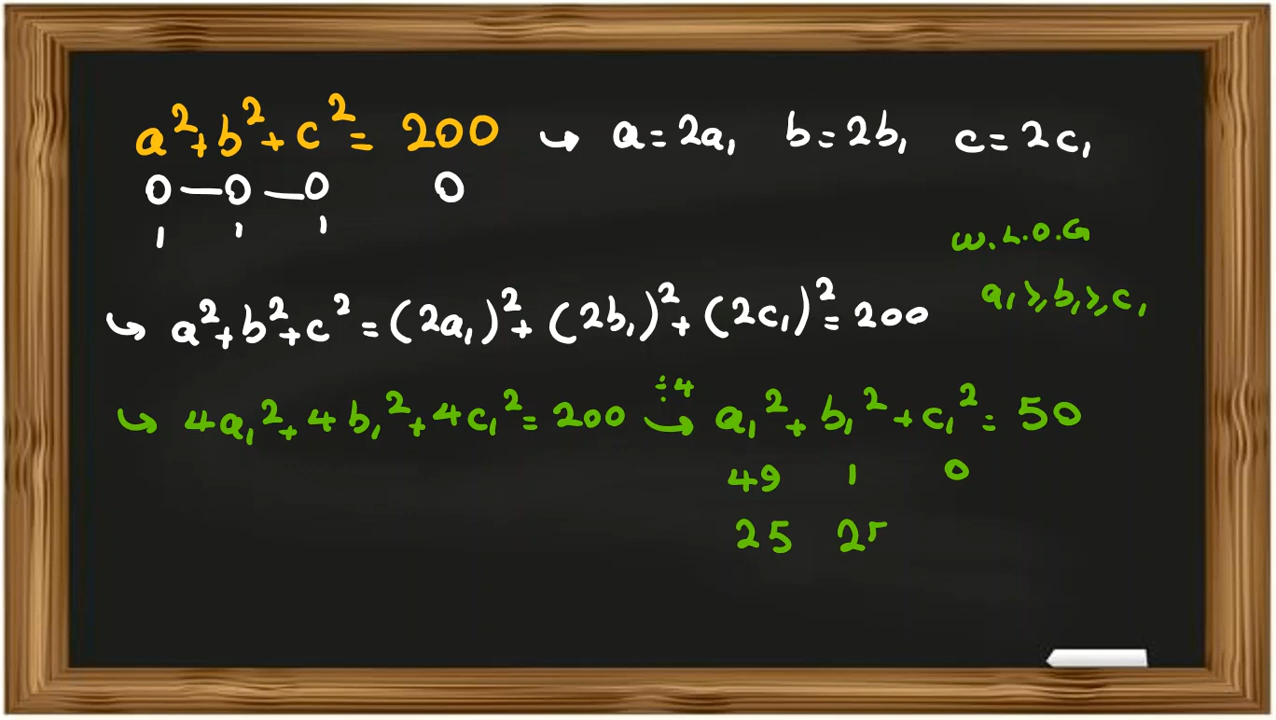 a²+b²+c²= 200 ↪ a=2a₁ b=2b₁ c=2c₁
0—0—0 0
1 1 1
W.L.O.G
a₁⩾b₁⩾c₁
↪ a²+b²+c²=(2a₁)²+(2b₁)²+(2c₁)²=200
↪ 4a₁²+4b₁²+4c₁²=200 ÷4 ↪ a₁²+b₁²+c₁²=50
49 1 0
25 25